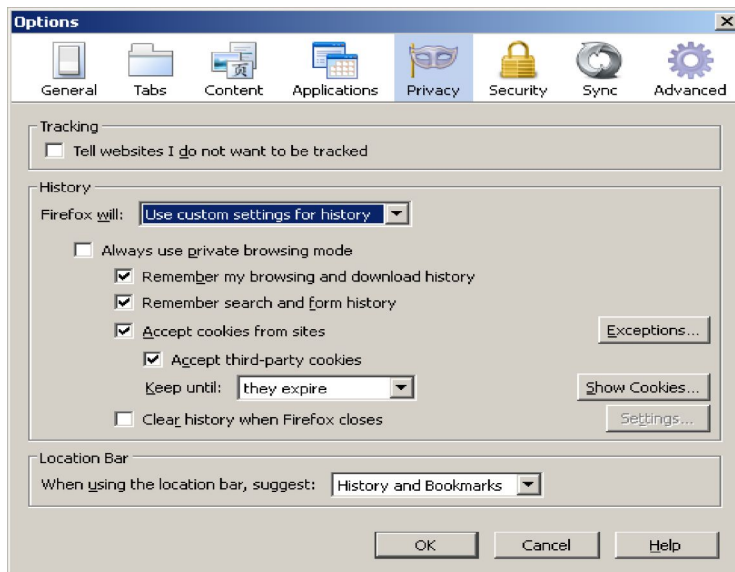 Options
General Tabs Content Applications Privacy Security Sync Advanced
Tracking
Tell websites I do not want to be tracked
History
Firefox will: Use custom settings for history
Always use private browsing mode
Remember my browsing and download history
Remember search and form history
Accept cookies from sites Exceptions...
Accept third-party cookies
Keep until: they expire Show Cookies...
Clear history when Firefox closes Settings...
Location Bar
When using the location bar, suggest: History and Bookmarks
OK Cancel Help